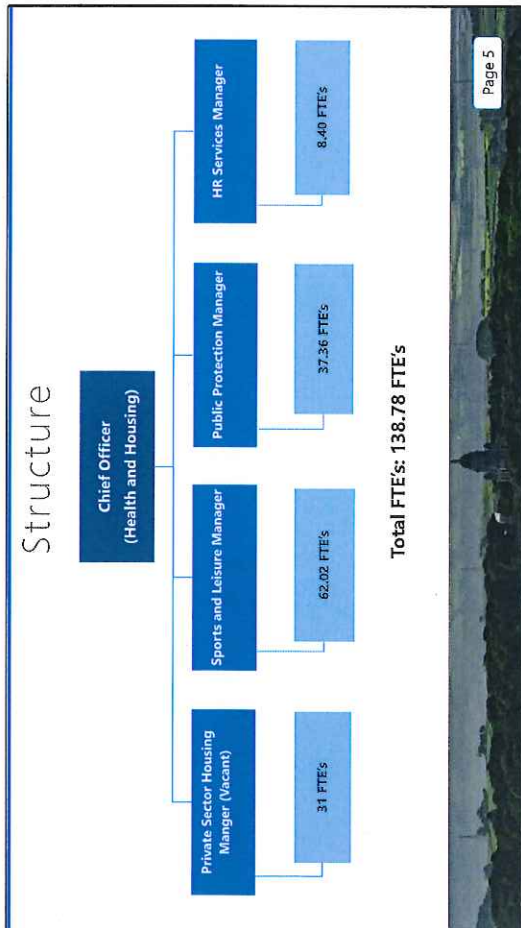 Structure
Chief Officer
(Health and Housing)
Private Sector Housing
Manger (Vacant)
Sports and Leisure Manager
Public Protection Manager
HR Services Manager
31 FTE's
62.02 FTE's
37.36 FTE's
8.40 FTE's
Total FTE's: 138.78 FTE's
Page 5